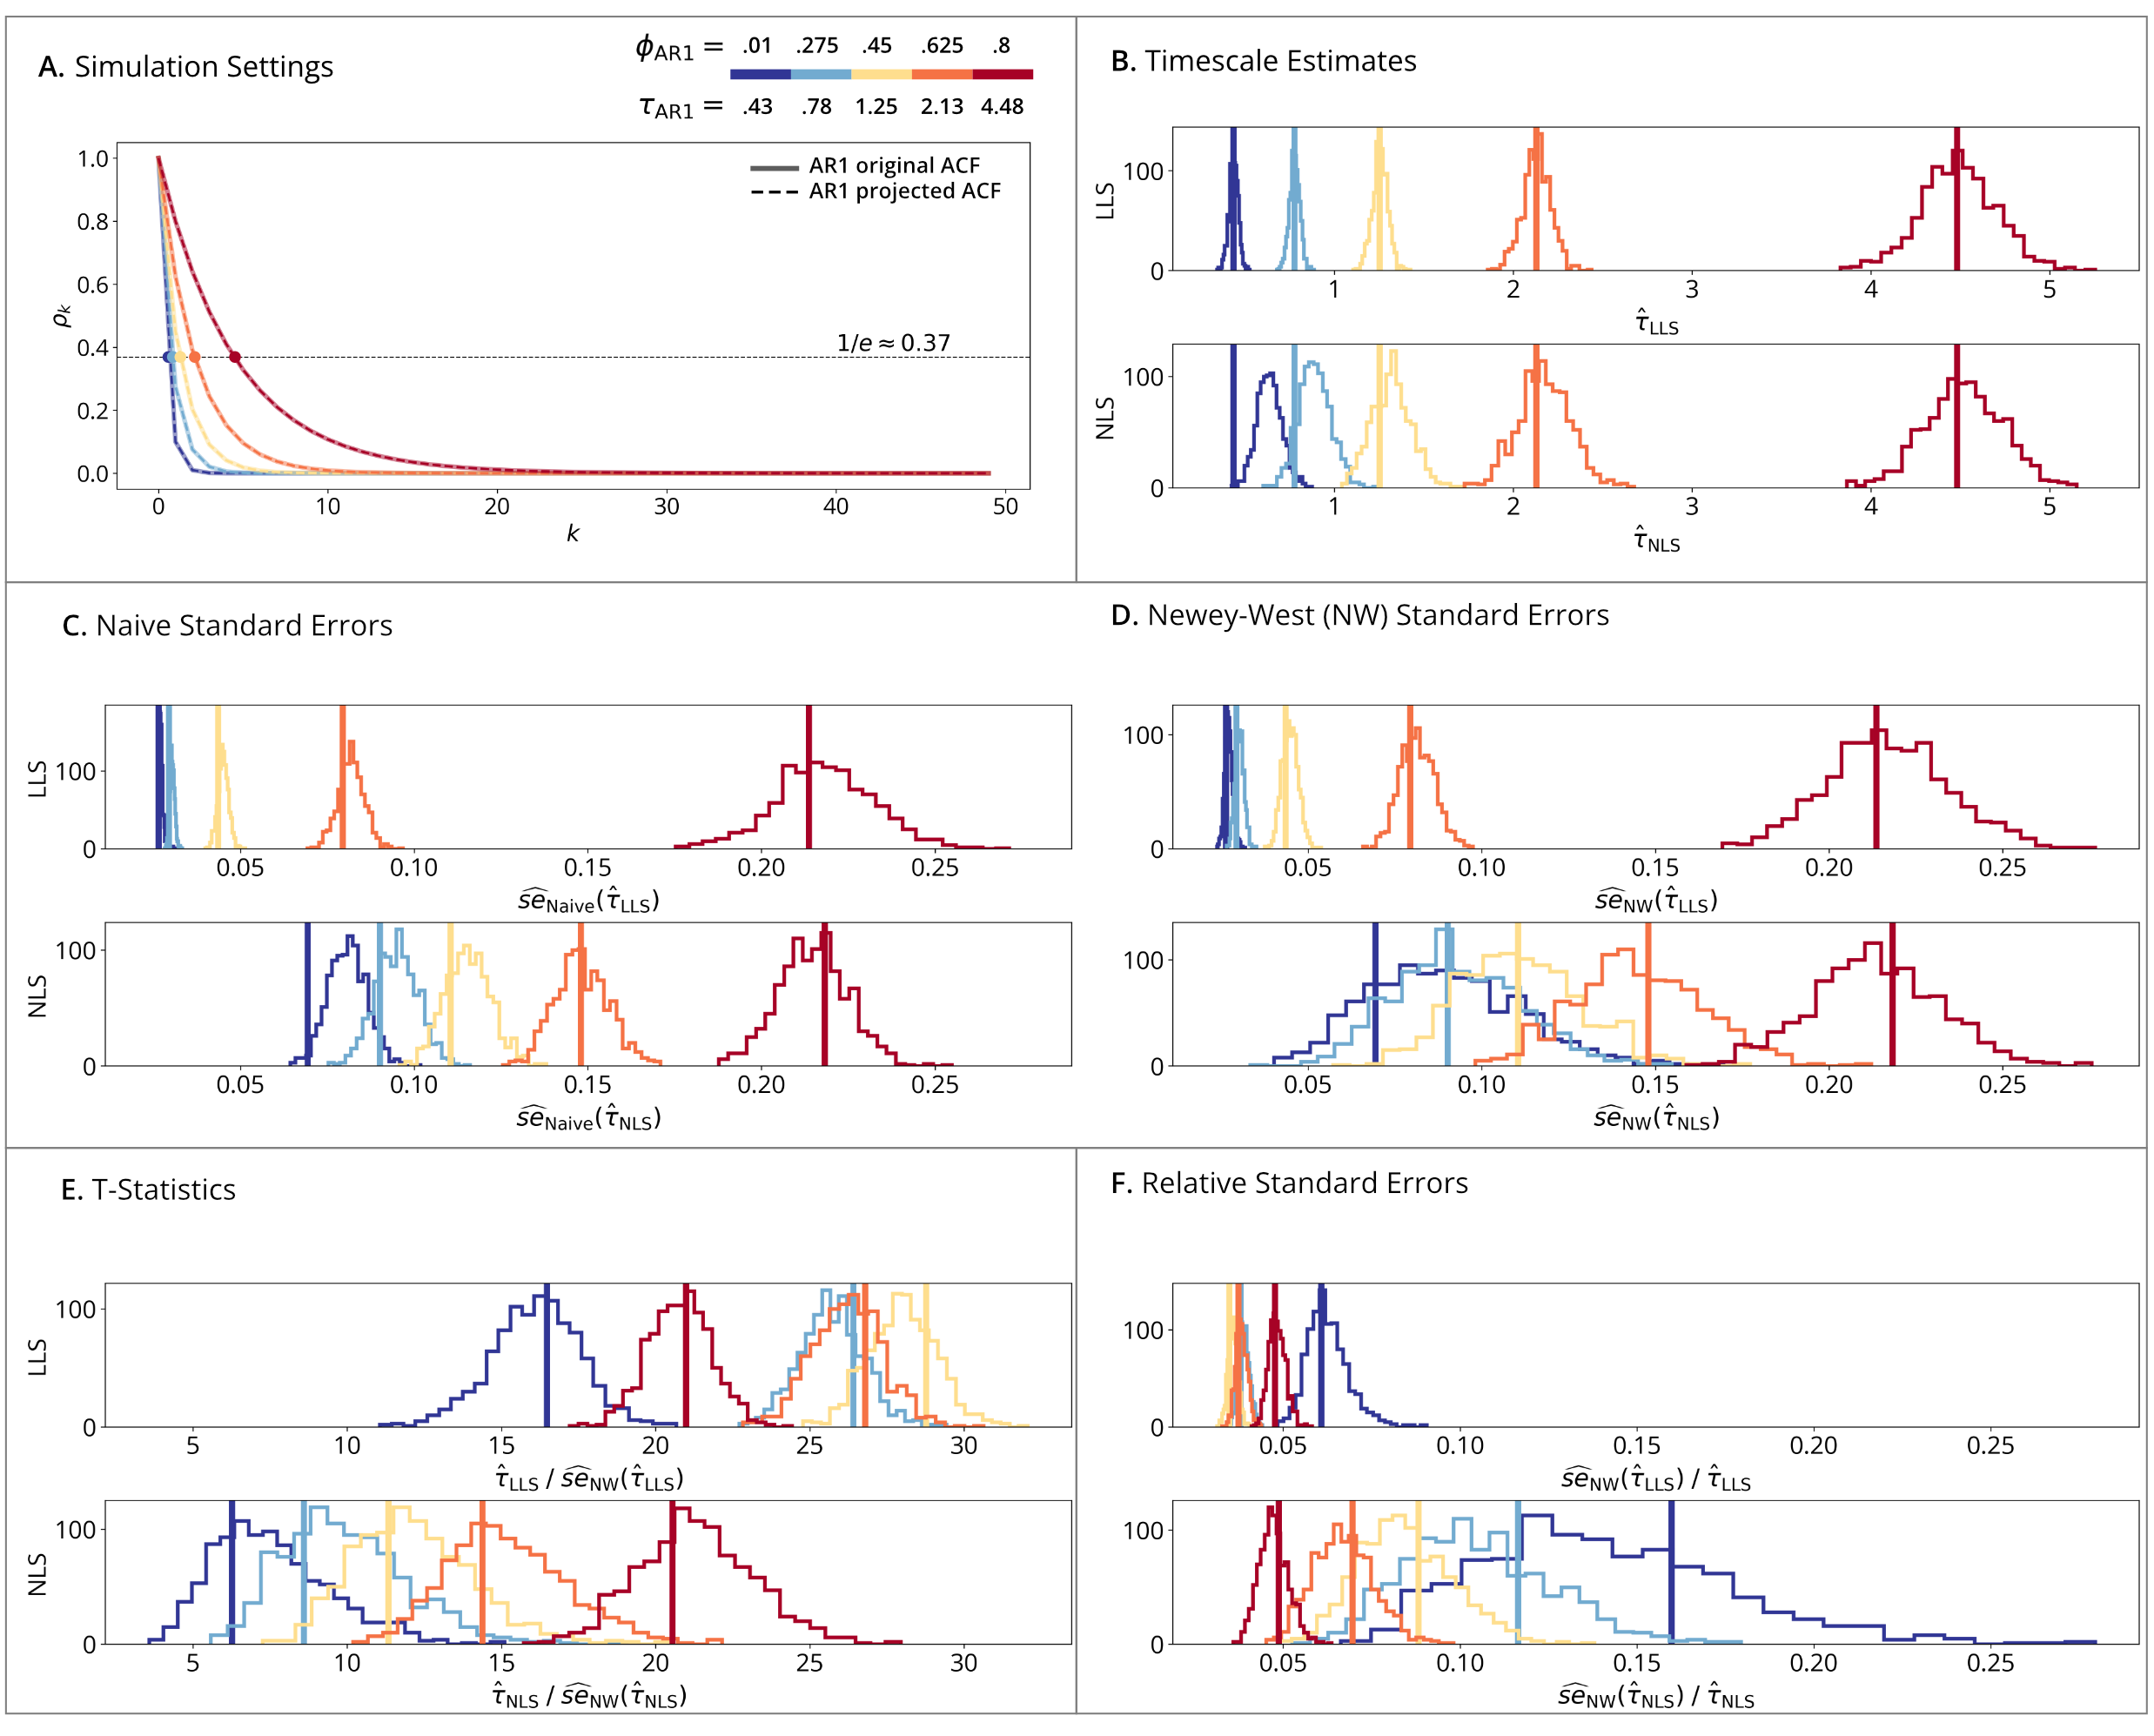 A. Simulation Settings
ϕAR1 = .01 .275 .45 .625 .8
τAR1 = .43 .78 1.25 2.13 4.48
AR1 original ACF
AR1 projected ACF
1/e ≈ 0.37
1.0
0.8
0.6
0.4
0.2
0.0
ρk
0 10 20 30 40 50
k
B. Timescale Estimates
LLS
100
0
1 2 3 4 5
τ̂LLS
NLS
100
0
1 2 3 4 5
τ̂NLS
C. Naive Standard Errors
LLS
100
0
0.05 0.10 0.15 0.20 0.25
s͡eNaive(τ̂LLS)
NLS
100
0
0.05 0.10 0.15 0.20 0.25
s͡eNaive(τ̂NLS)
D. Newey-West (NW) Standard Errors
100
0
0.05 0.10 0.15 0.20 0.25
s͡eNW(τ̂LLS)
100
0
0.05 0.10 0.15 0.20 0.25
s͡eNW(τ̂NLS)
E. T-Statistics
LLS
100
0
5 10 15 20 25 30
τ̂LLS / s͡eNW(τ̂LLS)
NLS
100
0
5 10 15 20 25 30
τ̂NLS / s͡eNW(τ̂NLS)
F. Relative Standard Errors
100
0
0.05 0.10 0.15 0.20 0.25
s͡eNW(τ̂LLS) / τ̂LLS
100
0
0.05 0.10 0.15 0.20 0.25
s͡eNW(τ̂NLS) / τ̂NLS